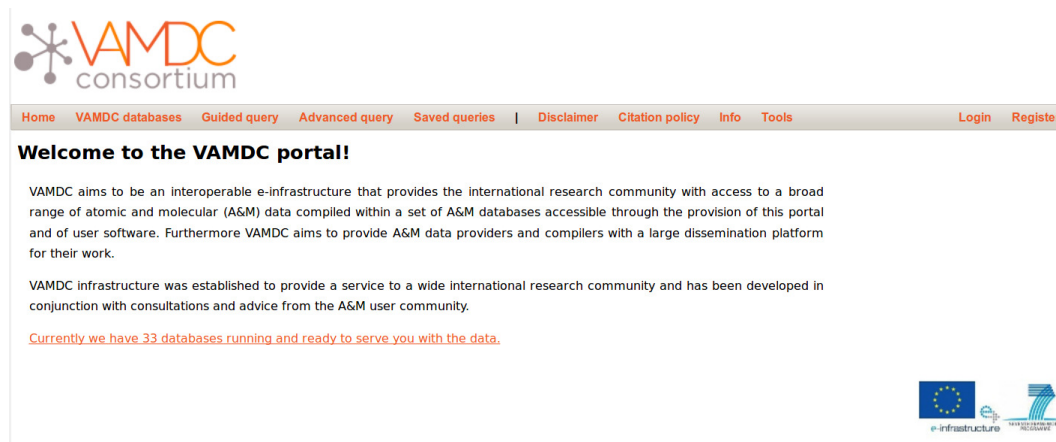 VAMDC
consortium
Home VAMDC databases Guided query Advanced query Saved queries | Disclaimer Citation policy Info Tools Login Registe
Welcome to the VAMDC portal!
VAMDC aims to be an interoperable e-infrastructure that provides the international research community with access to a broad
range of atomic and molecular (A&M) data compiled within a set of A&M databases accessible through the provision of this portal
and of user software. Furthermore VAMDC aims to provide A&M data providers and compilers with a large dissemination platform
for their work.
VAMDC infrastructure was established to provide a service to a wide international research community and has been developed in
conjunction with consultations and advice from the A&M user community.
Currently we have 33 databases running and ready to serve you with the data.
e-infrastructure